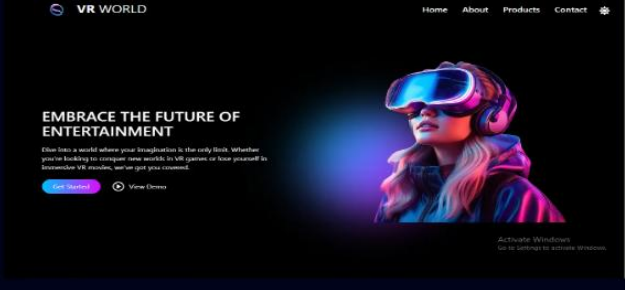 VR WORLD
Home About Products Contact
EMBRACE THE FUTURE OF
ENTERTAINMENT
Dive into a world where your imagination is the only limit. Whether
you're looking to conquer new worlds in VR games or lose yourself in
immersive VR movies, we've got you covered.
Get Started View Demo
Activate Windows
Go to Settings to activate Windows.